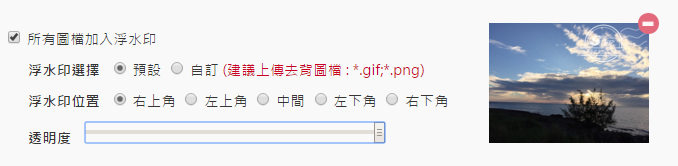 所有圖檔加入浮水印
浮水印選擇 預設 自訂 (建議上傳去背圖檔 : *.gif;*.png)
浮水印位置 右上角 左上角 中間 左下角 右下角
透明度